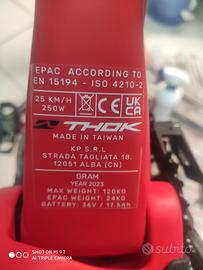 EPAC ACCORDING TO
EN 15194 - ISO 4210-2
25 KM/H
250W
CE
UK
CA
THOK
MADE IN TAIWAN
KP S.R.L
STRADA TAGLIATA 18,
12051 ALBA (CN)
GRAM
YEAR 2023
MAX WEIGHT: 120KG
EPAC WEIGHT: 24KG
BATTERY: 36V / 17.5Ah
SHOT ON MI 9T
AI TRIPLE CAMERA
subito